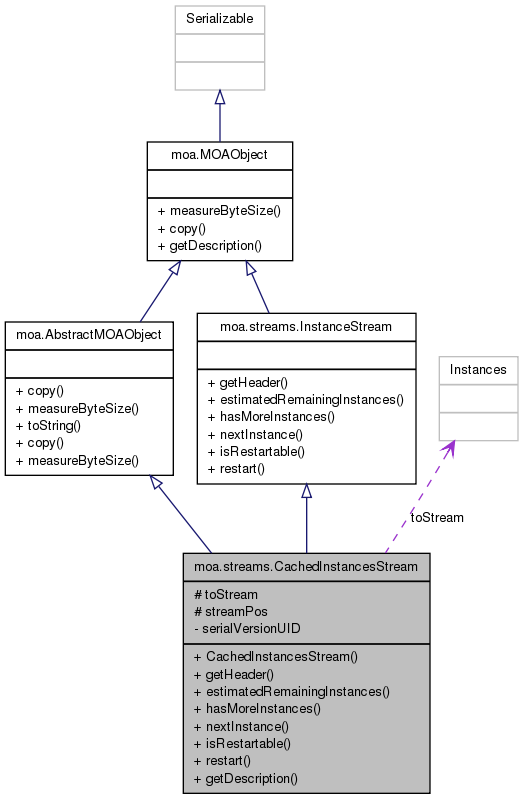 Serializable
moa.MOAObject
+ measureByteSize()
+ copy()
+ getDescription()
moa.AbstractMOAObject
+ copy()
+ measureByteSize()
+ toString()
+ copy()
+ measureByteSize()
moa.streams.InstanceStream
+ getHeader()
+ estimatedRemainingInstances()
+ hasMoreInstances()
+ nextInstance()
+ isRestartable()
+ restart()
Instances
toStream
moa.streams.CachedInstancesStream
# toStream
# streamPos
- serialVersionUID
+ CachedInstancesStream()
+ getHeader()
+ estimatedRemainingInstances()
+ hasMoreInstances()
+ nextInstance()
+ isRestartable()
+ restart()
+ getDescription()